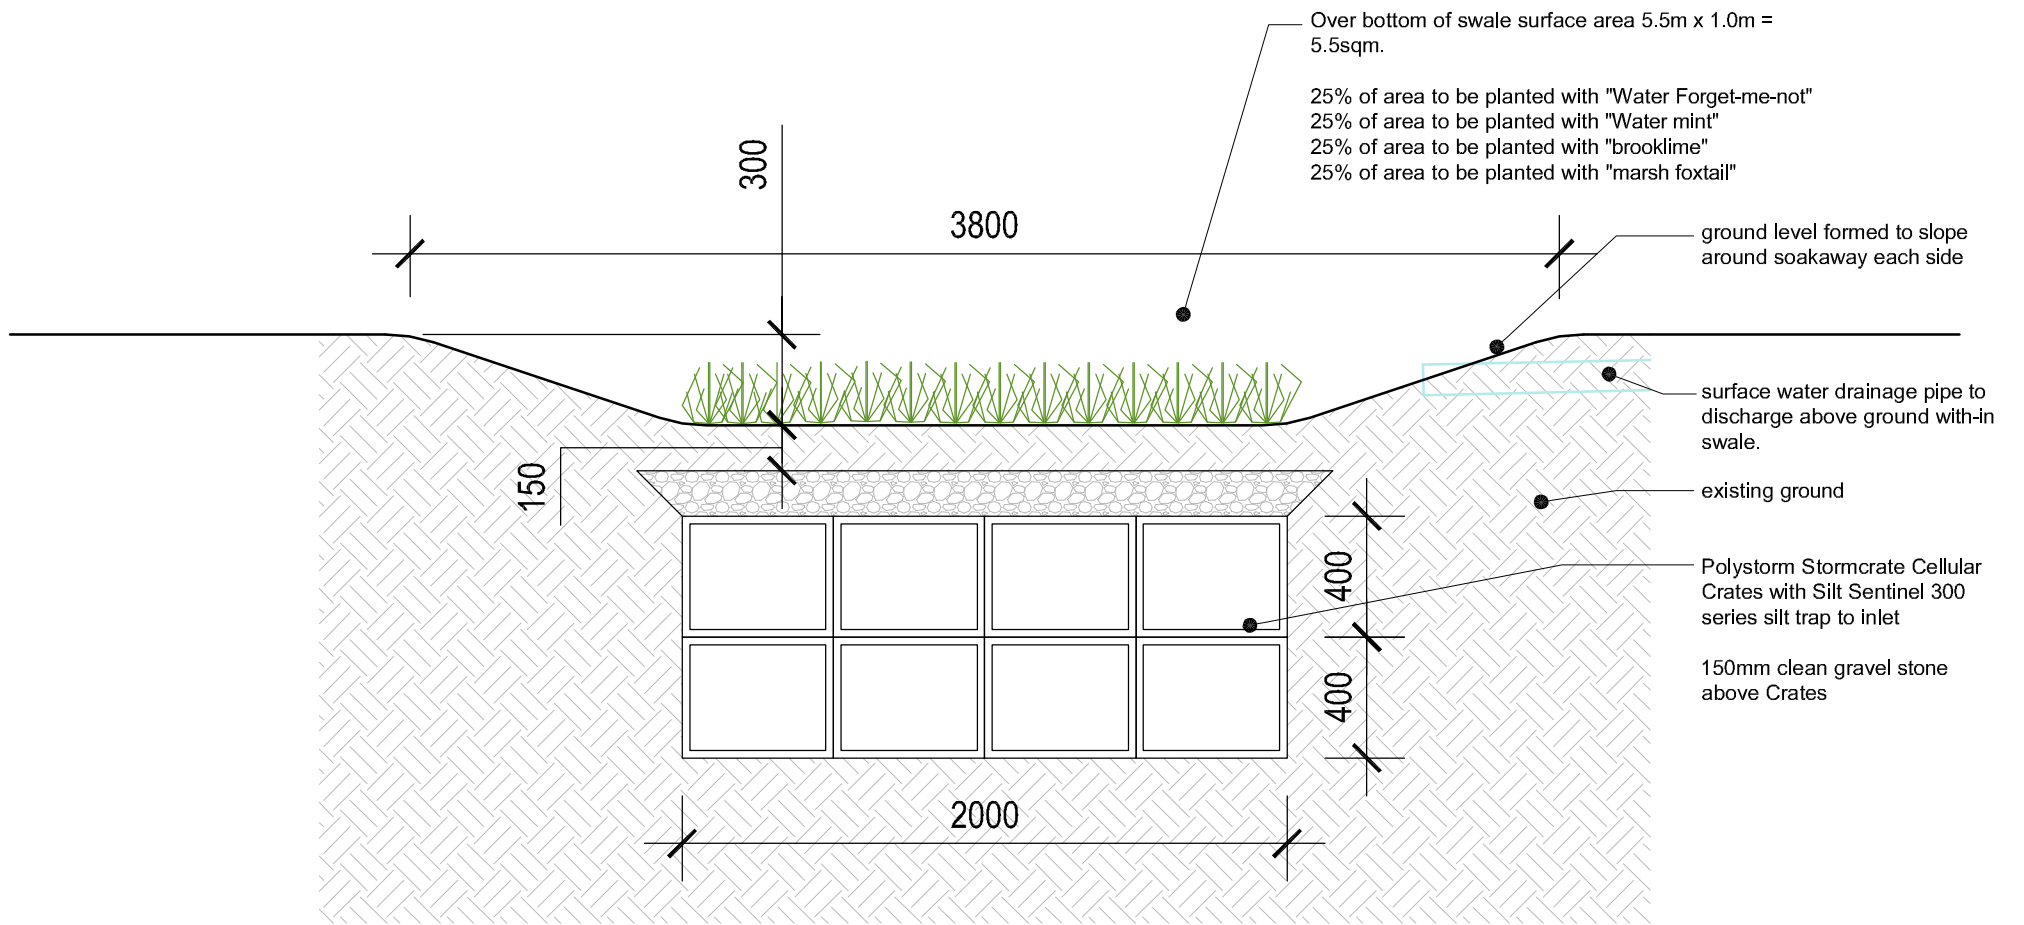 Over bottom of swale surface area 5.5m x 1.0m =
5.5sqm.
25% of area to be planted with "Water Forget-me-not"
25% of area to be planted with "Water mint"
25% of area to be planted with "brooklime"
25% of area to be planted with "marsh foxtail"
300
3800
ground level formed to slope
around soakaway each side
surface water drainage pipe to
discharge above ground with-in
swale.
150
existing ground
400
Polystorm Stormcrate Cellular
Crates with Silt Sentinel 300
series silt trap to inlet
150mm clean gravel stone
above Crates
400
2000